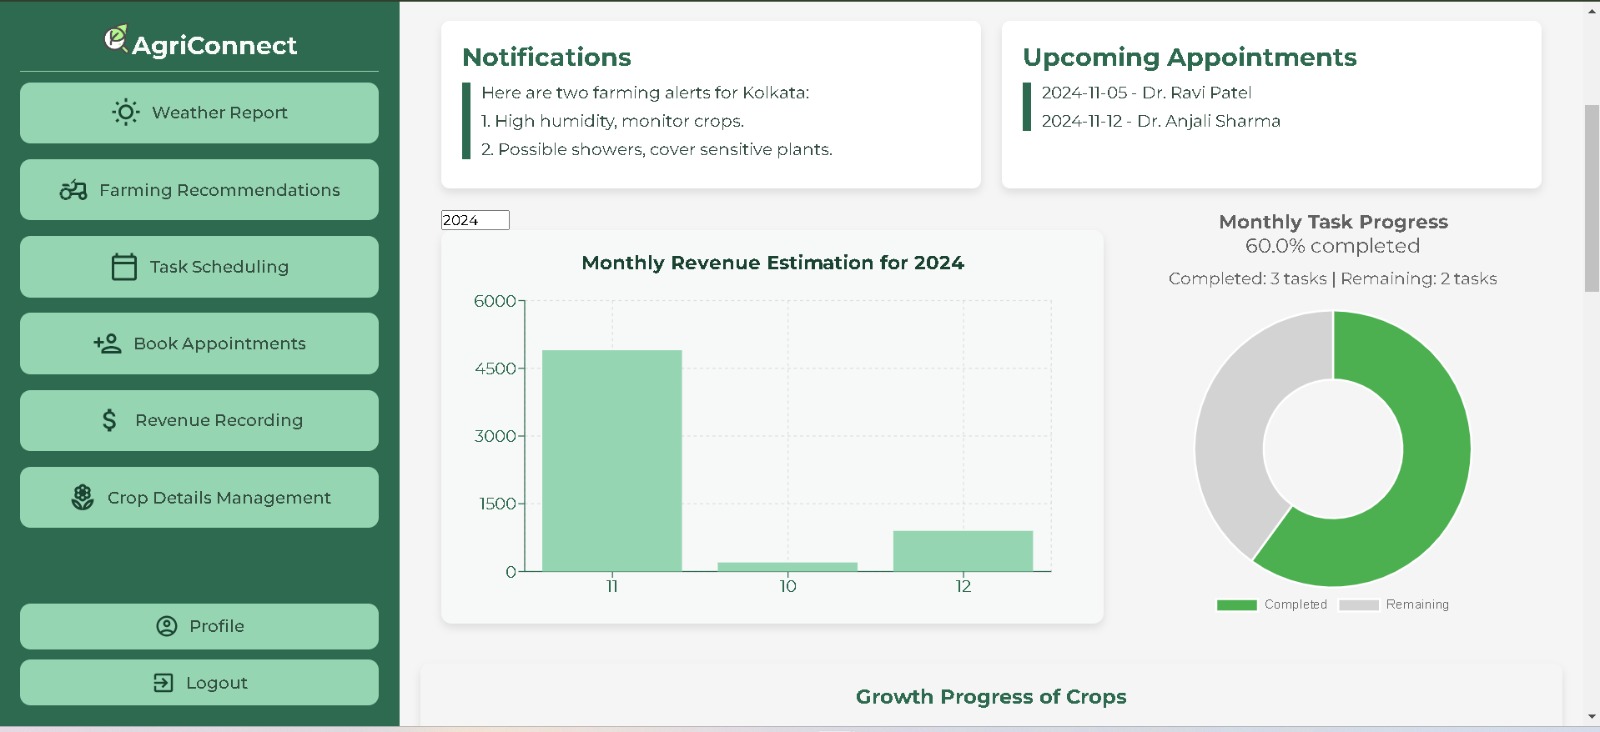 AgriConnect
Weather Report
Farming Recommendations
Task Scheduling
Book Appointments
Revenue Recording
Crop Details Management
Profile
Logout
Notifications
Here are two farming alerts for Kolkata:
1. High humidity, monitor crops.
2. Possible showers, cover sensitive plants.
Upcoming Appointments
2024-11-05 - Dr. Ravi Patel
2024-11-12 - Dr. Anjali Sharma
2024
Monthly Revenue Estimation for 2024
6000
4500
3000
1500
0
11 10 12
Monthly Task Progress
60.0% completed
Completed: 3 tasks | Remaining: 2 tasks
Completed Remaining
Growth Progress of Crops